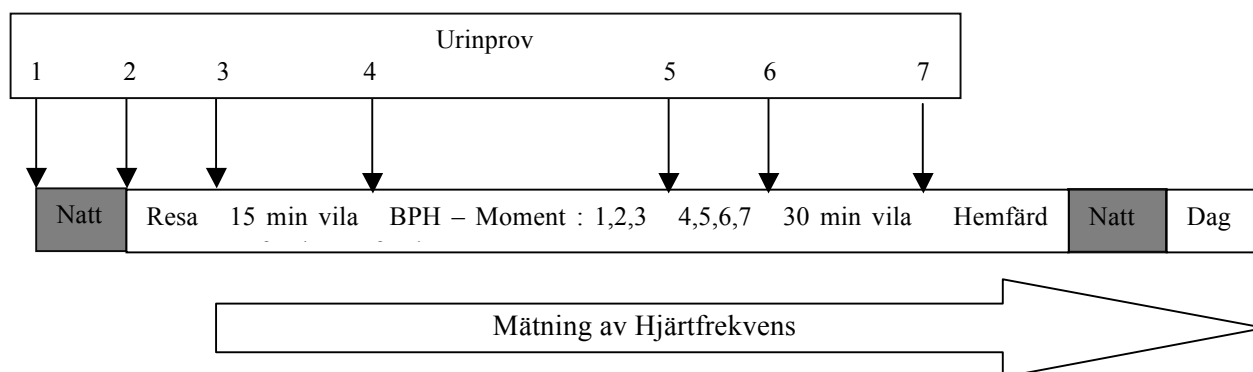 Urinprov
1 2 3 4 5 6 7
Natt Resa 15 min vila BPH – Moment : 1,2,3 4,5,6,7 30 min vila Hemfärd Natt Dag
Mätning av Hjärtfrekvens